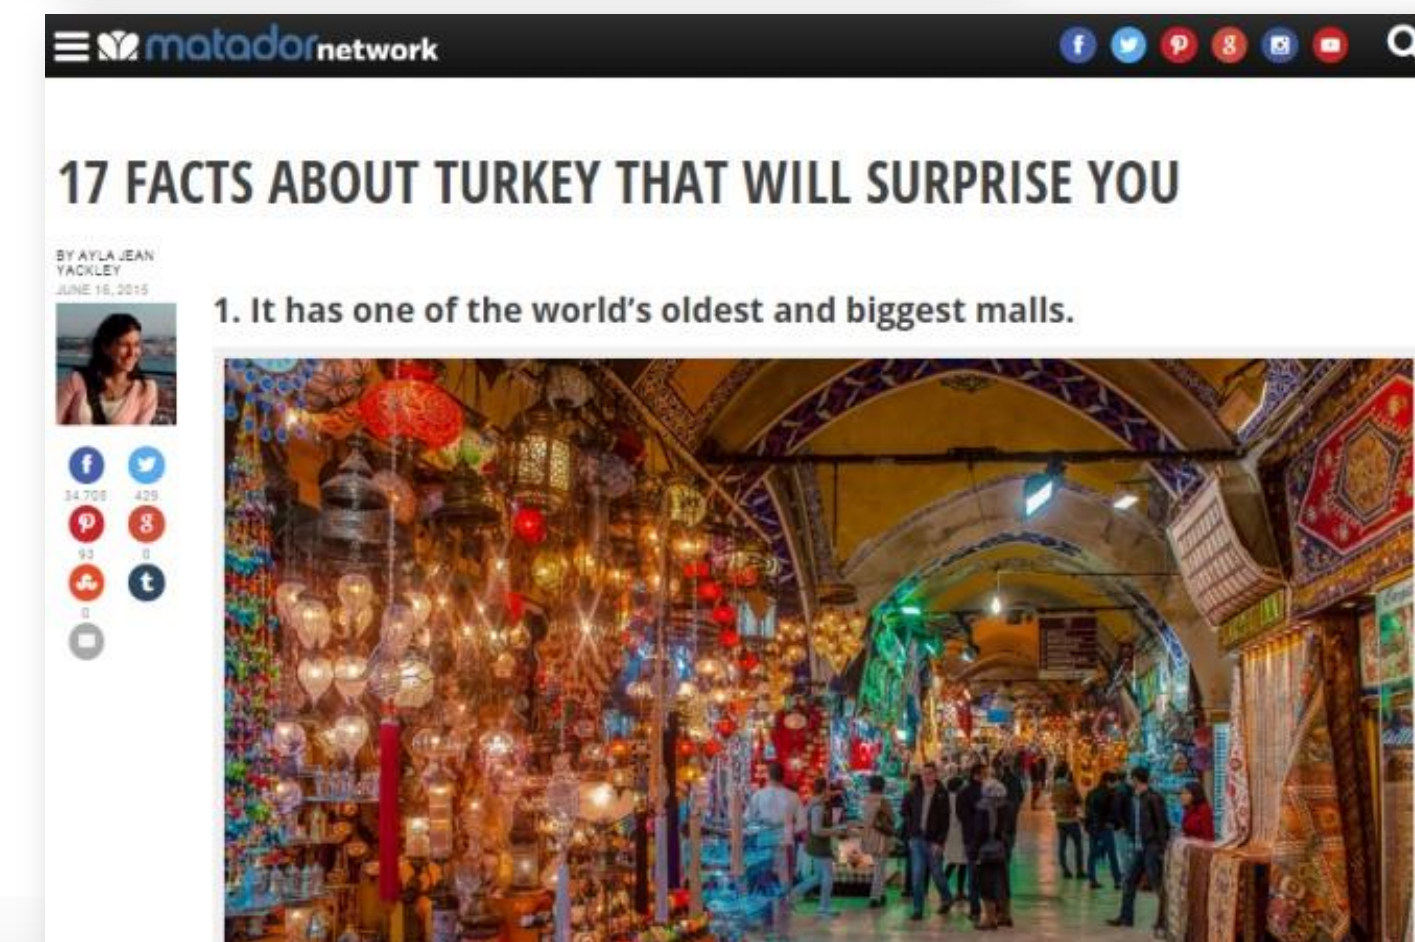 matadornetwork
17 FACTS ABOUT TURKEY THAT WILL SURPRISE YOU
BY AYLA JEAN
YACKLEY
JUNE 16, 2015
1. It has one of the world’s oldest and biggest malls.
34,706 429
93 0
0